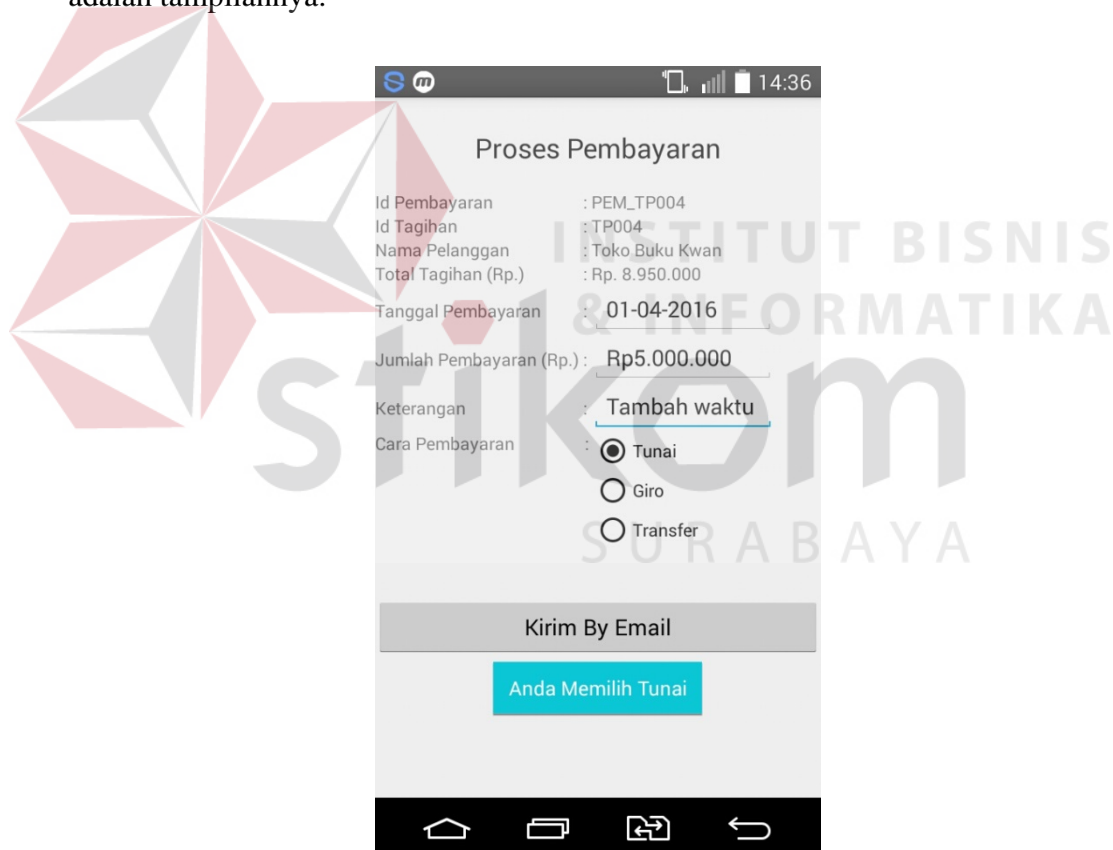 adalah tampilannya.
14:36
Proses Pembayaran
Id Pembayaran : PEM_TP004
Id Tagihan : TP004
Nama Pelanggan : Toko Buku Kwan
Total Tagihan (Rp.) : Rp. 8.950.000
Tanggal Pembayaran : 01-04-2016
Jumlah Pembayaran (Rp.) : Rp5.000.000
Keterangan : Tambah waktu
Cara Pembayaran : Tunai
Giro
Transfer
Kirim By Email
Anda Memilih Tunai
INSTITUT BISNIS
& INFORMATIKA
stikom
SURABAYA